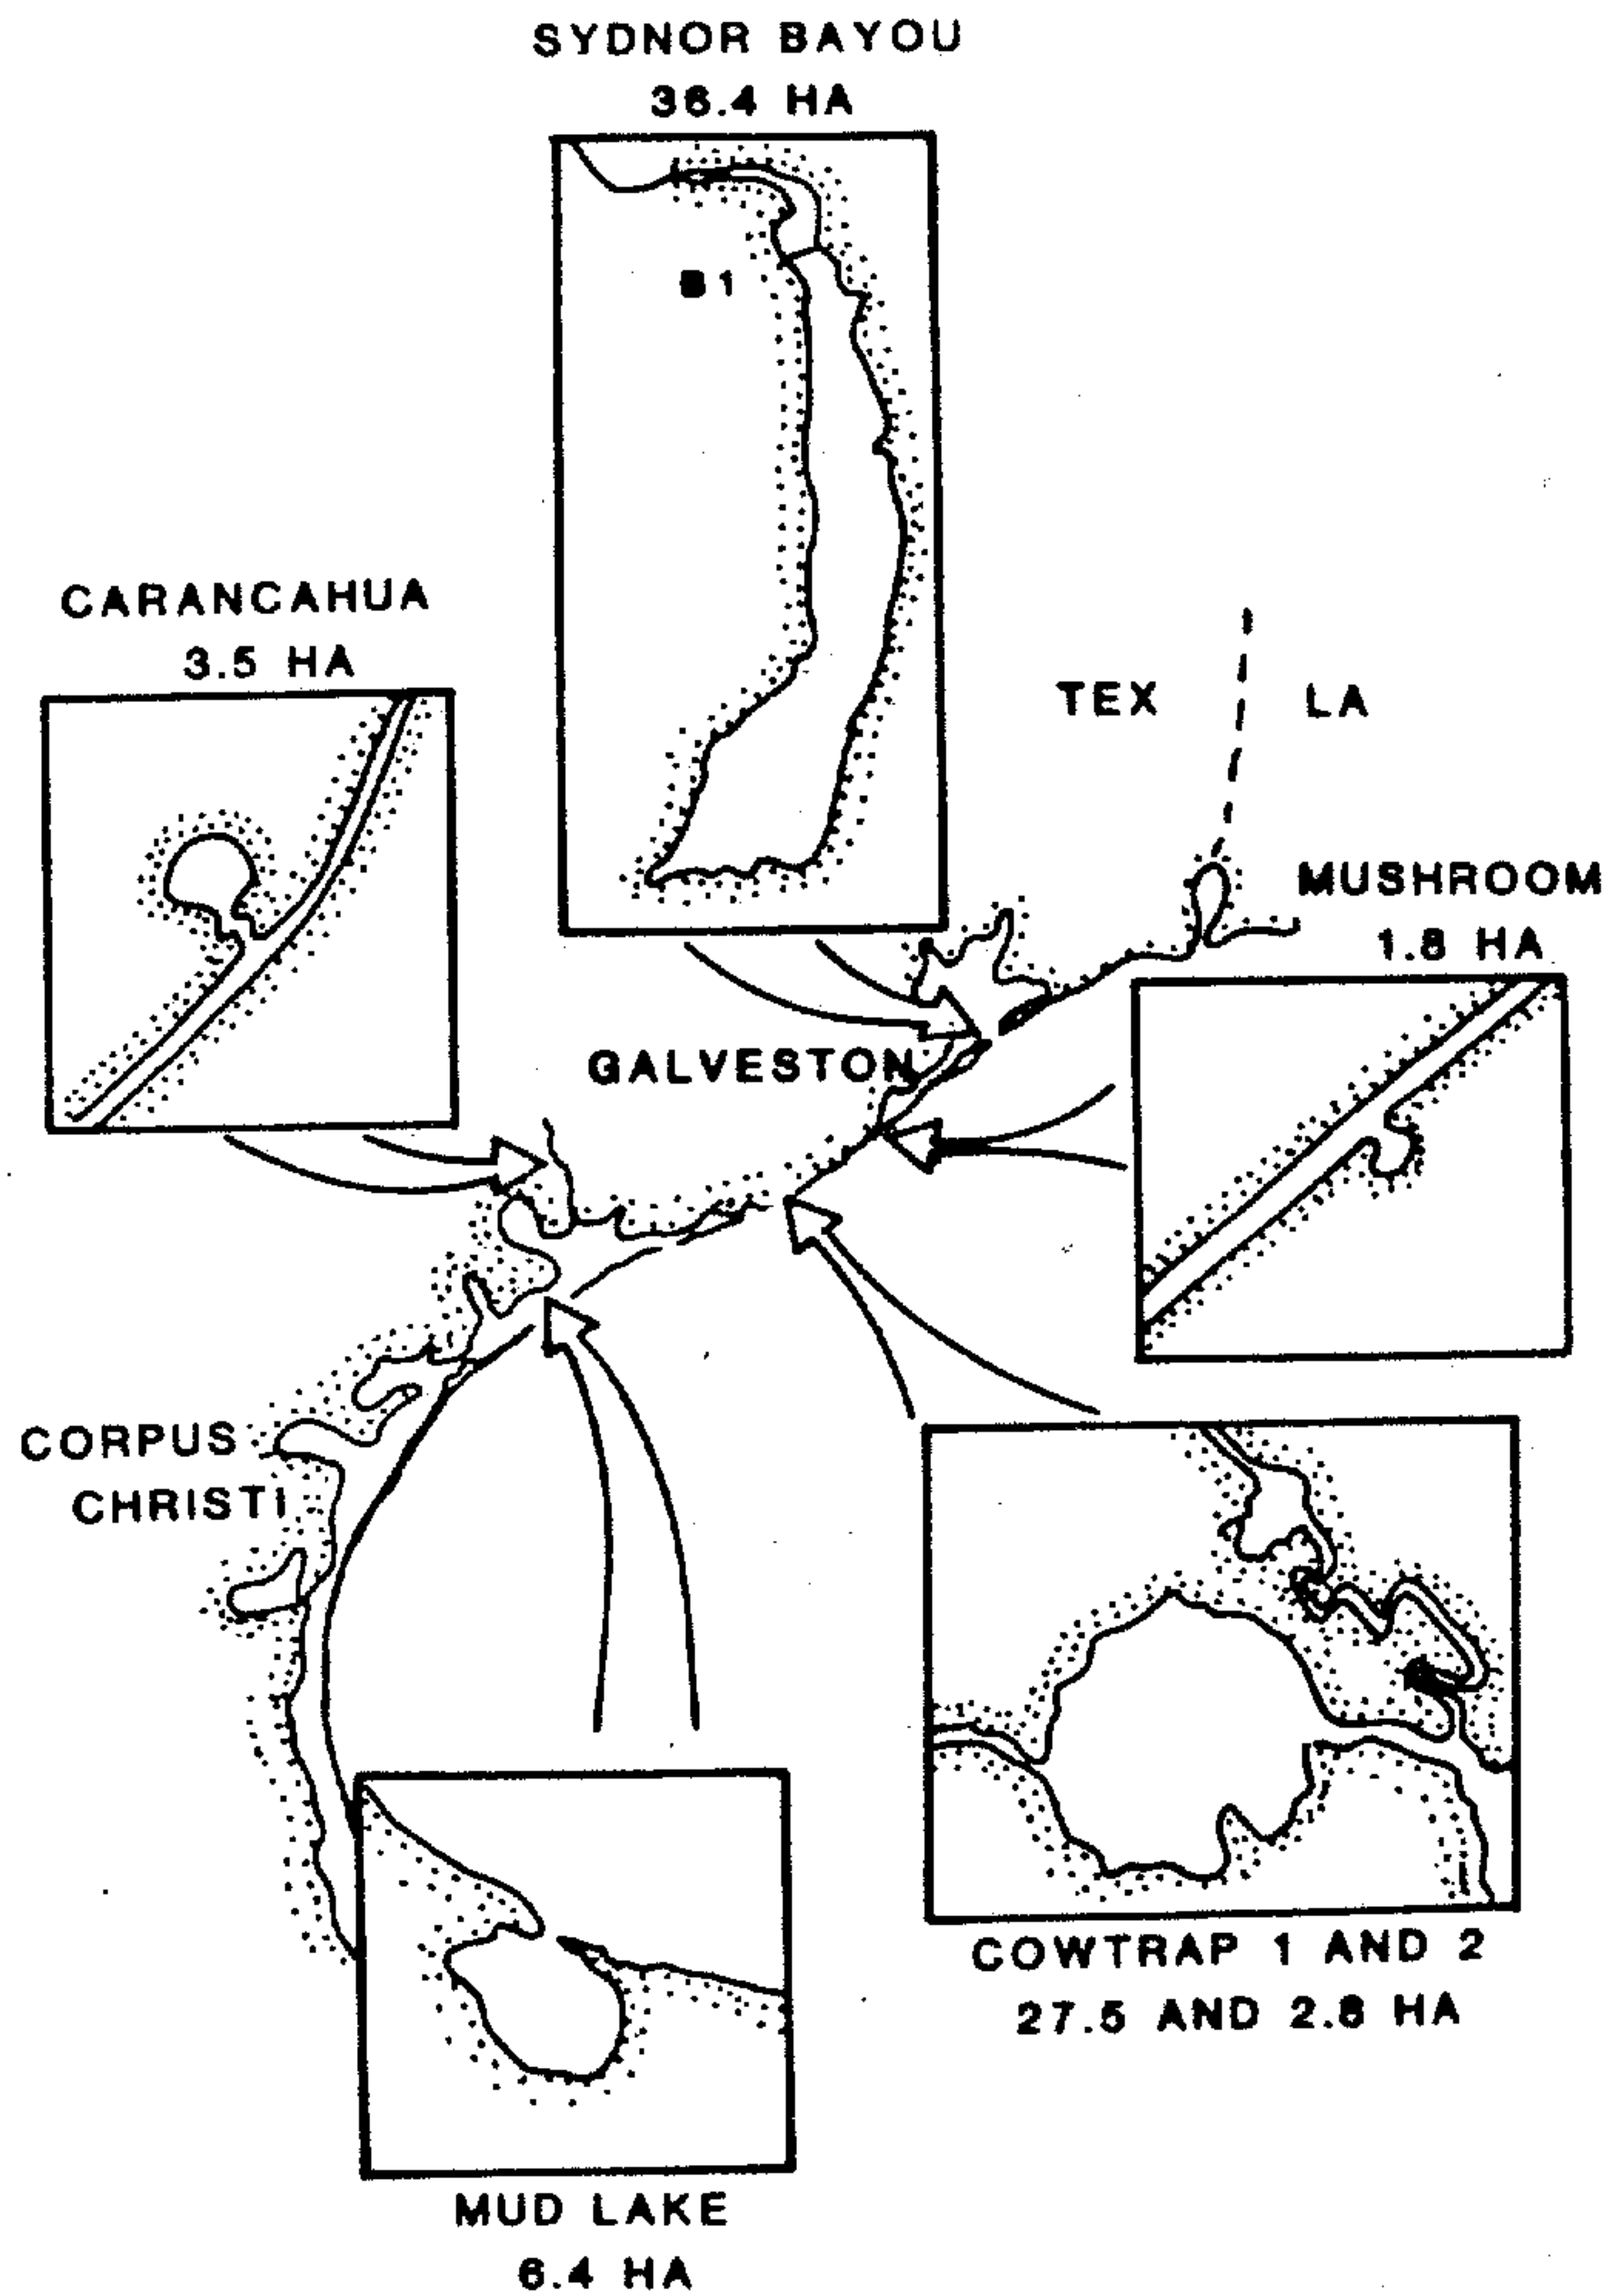 SYDNOR BAYOU
36.4 HA
1
CARANCAHUA
3.5 HA
TEX LA
MUSHROOM
1.8 HA
GALVESTON
CORPUS
CHRISTI
COWTRAP 1 AND 2
27.5 AND 2.8 HA
MUD LAKE
6.4 HA